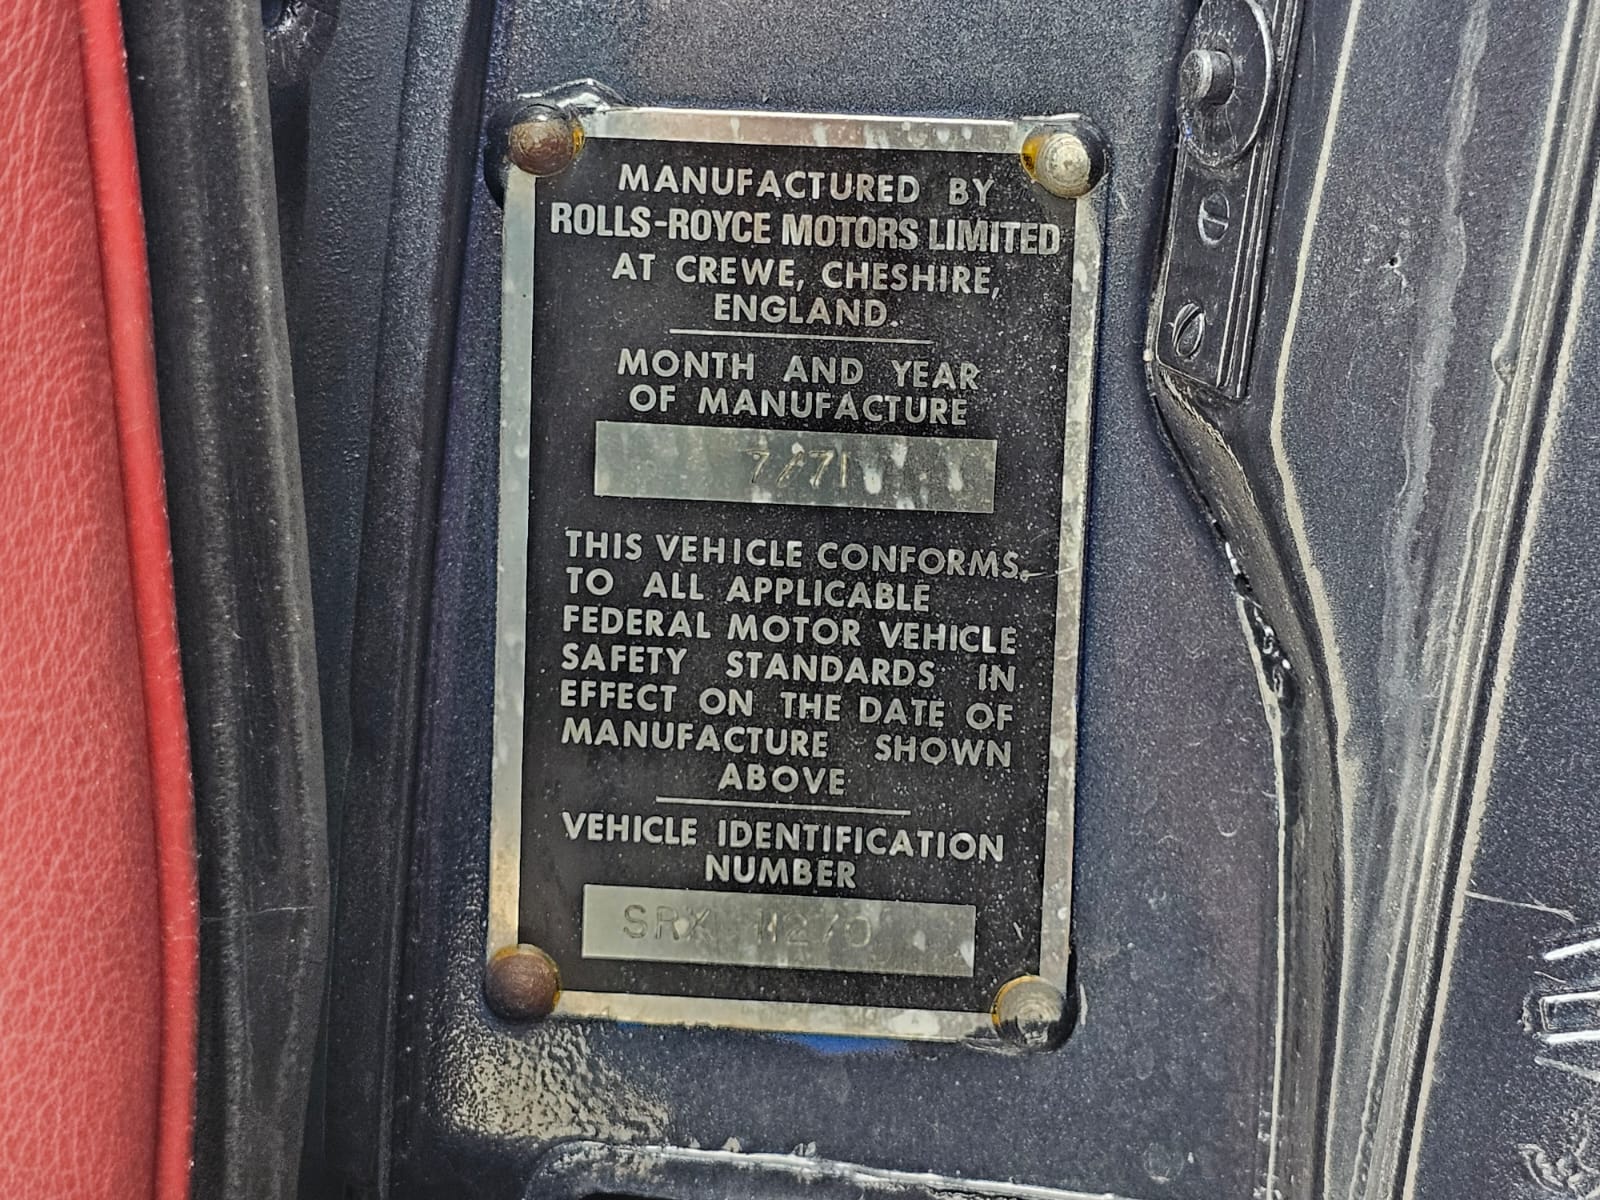 MANUFACTURED BY
ROLLS-ROYCE MOTORS LIMITED
AT CREWE, CHESHIRE,
ENGLAND.
MONTH AND YEAR
OF MANUFACTURE
7/71
THIS VEHICLE CONFORMS
TO ALL APPLICABLE
FEDERAL MOTOR VEHICLE
SAFETY STANDARDS IN
EFFECT ON THE DATE OF
MANUFACTURE SHOWN
ABOVE
VEHICLE IDENTIFICATION
NUMBER
SRX 11270